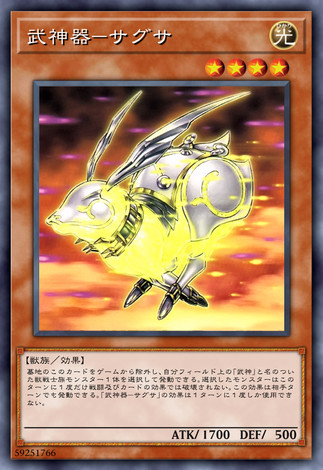 武神器－サグサ
光
【獣族／効果】
墓地のこのカードをゲームから除外し、自分フィールド上の「武神」と名のつい
た獣戦士族モンスター１体を選択して発動できる。選択したモンスターはこの
ターンに１度だけ戦闘及びカードの効果では破壊されない。この効果は相手タ
ーンでも発動できる。「武神器－サグサ」の効果は１ターンに１度しか使用でき
ない。
ATK/ 1700 DEF/ 500
59251766